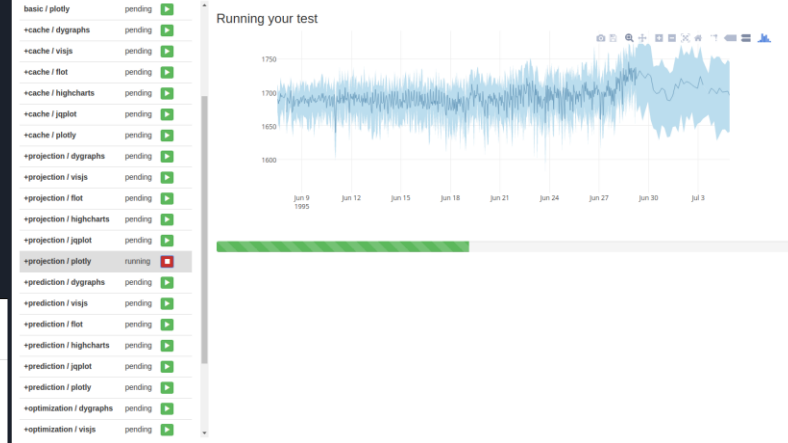 basic / plotly pending
+cache / dygraphs pending
+cache / visjs pending
+cache / flot pending
+cache / highcharts pending
+cache / jqplot pending
+cache / plotly pending
+projection / dygraphs pending
+projection / visjs pending
+projection / flot pending
+projection / highcharts pending
+projection / jqplot pending
+projection / plotly running
+prediction / dygraphs pending
+prediction / visjs pending
+prediction / flot pending
+prediction / highcharts pending
+prediction / jqplot pending
+prediction / plotly pending
+optimization / dygraphs pending
+optimization / visjs pending
Running your test
1750
1700
1650
1600
Jun 9 Jun 12 Jun 15 Jun 18 Jun 21 Jun 24 Jun 27 Jun 30 Jul 3
1995